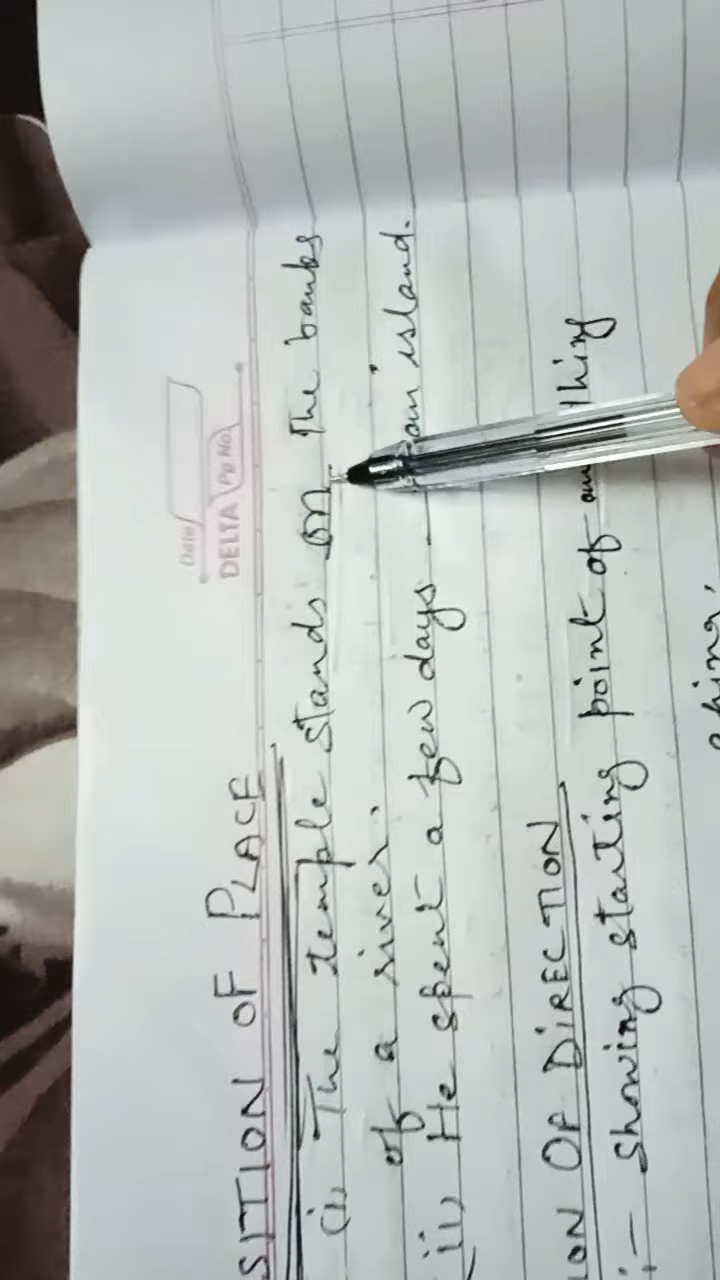 Date
DELTA Pg No.
SITION OF PLACE
(i) The temple stands on The banks
of a river.
(ii) He spent a few days an island.
ON OF DIRECTION
:- Showing starting point of thing